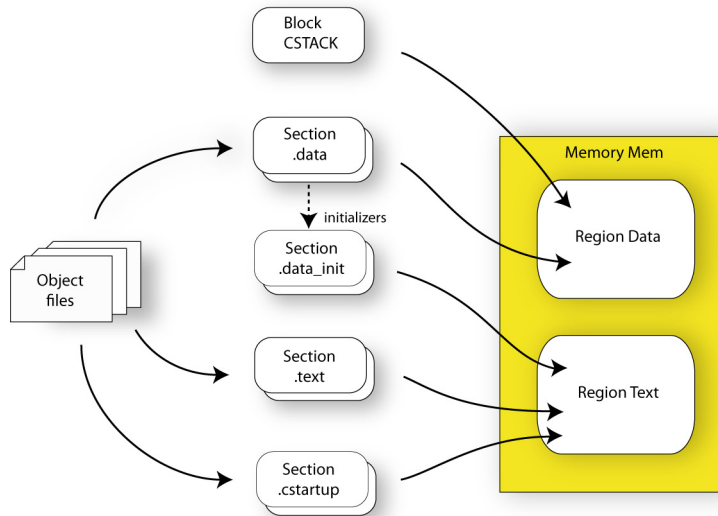 Block
CSTACK
Section
.data
initializers
Section
.data_init
Object
files
Section
.text
Section
.cstartup
Memory Mem
Region Data
Region Text